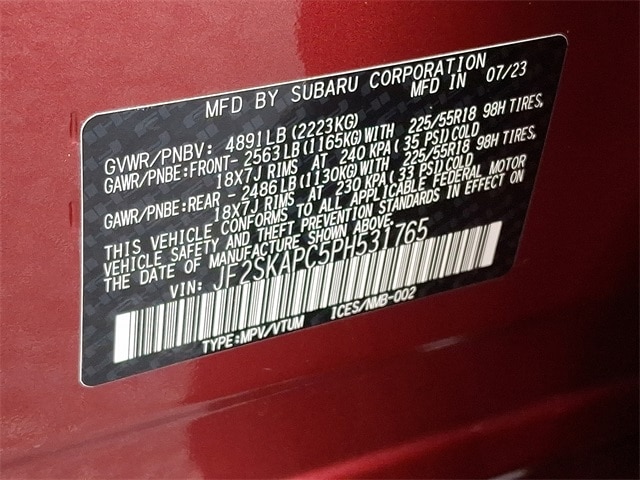 MFD BY SUBARU CORPORATION
MFD IN 07/23
GVWR/PNBV: 4891LB(2223KG)
GAWR/PNBE:FRONT-2563LB(1165KG)WITH 225/55R18 98H TIRES,
18X7J RIMS AT 240 KPA(35 PSI)COLD
GAWR/PNBE:REAR -2486LB(1130KG)WITH 225/55R18 98H TIRES,
18X7J RIMS AT 230 KPA(33 PSI)COLD
THIS VEHICLE CONFORMS TO ALL APPLICABLE FEDERAL MOTOR
VEHICLE SAFETY AND THEFT PREVENTION STANDARDS IN EFFECT ON
THE DATE OF MANUFACTURE SHOWN ABOVE.
VIN: JF2SKAPC5PH531765
TYPE:MPV/VTUM ICES/NMB-002